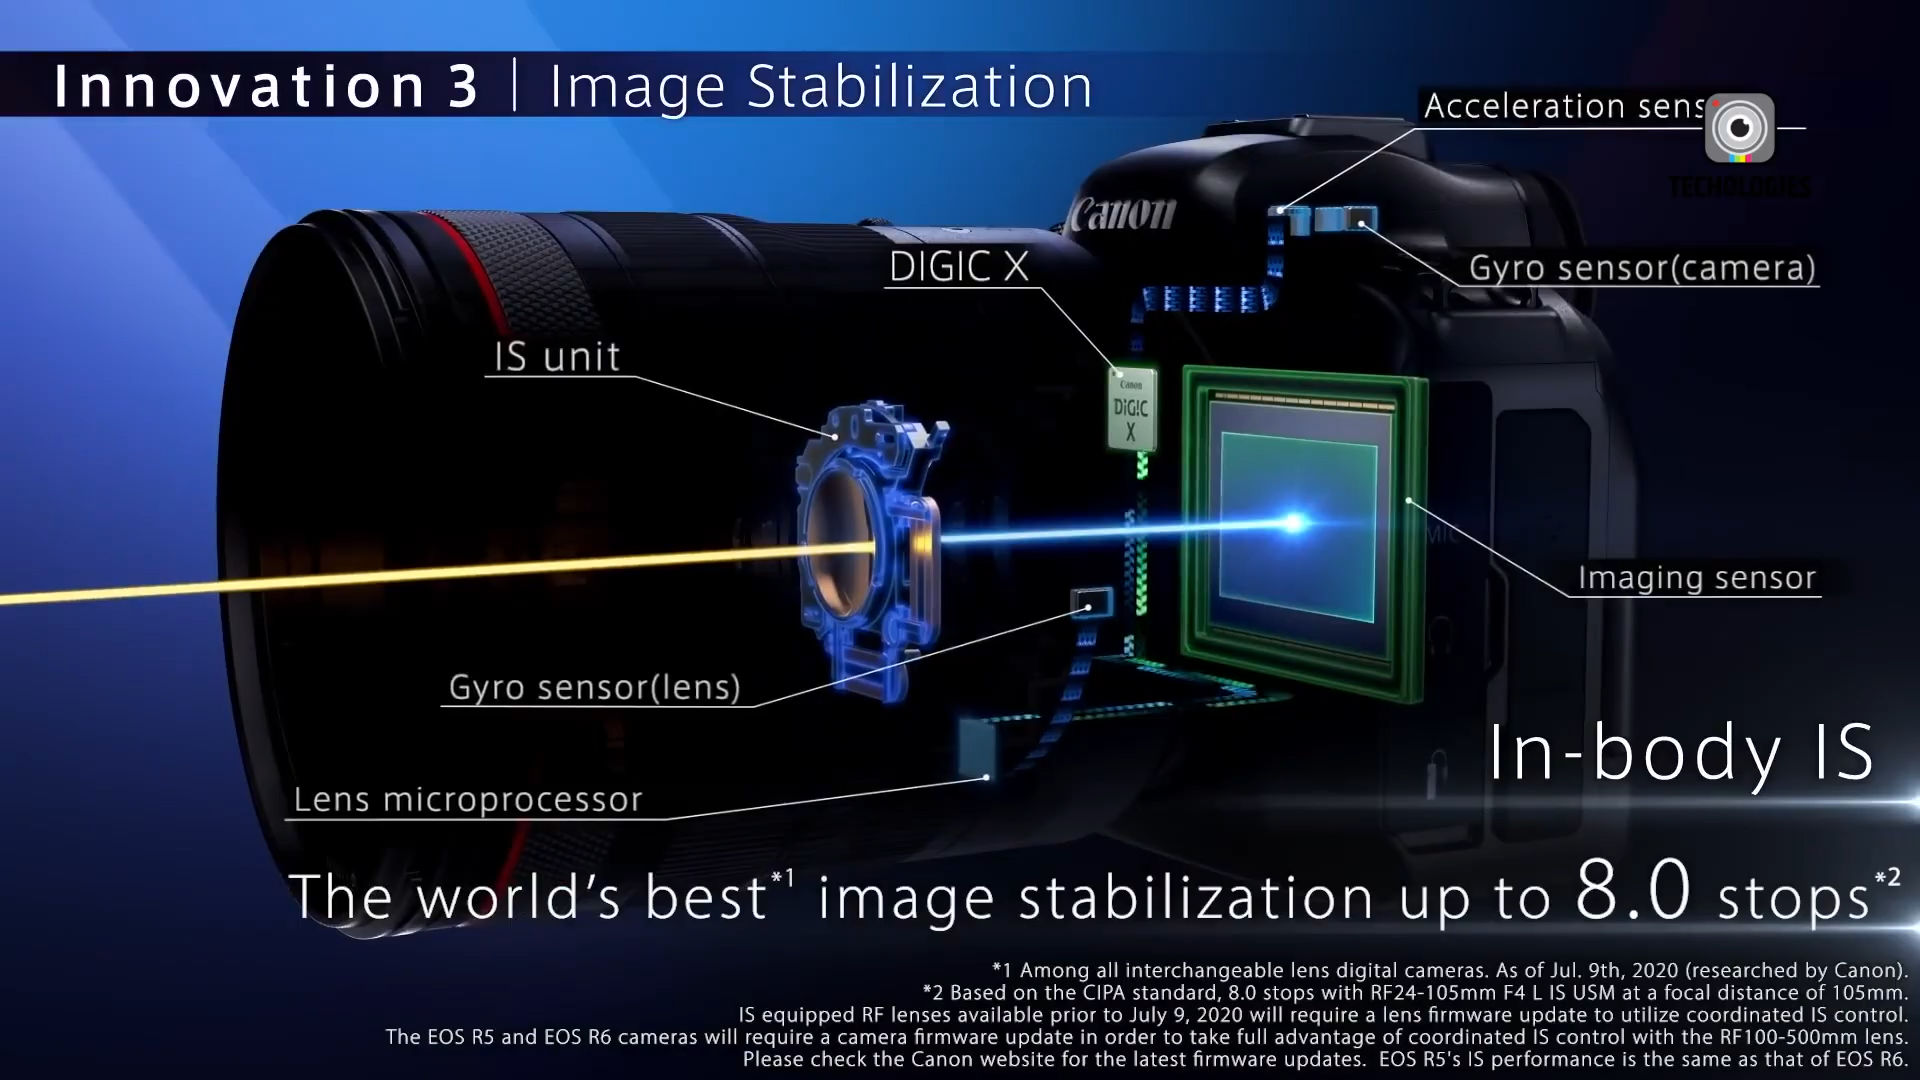 Innovation 3 | Image Stabilization
Acceleration sens
TECHOLOGIES
Canon
DIGIC X
Gyro sensor(camera)
IS unit
Canon
DIGIC
X
MIC
Imaging sensor
Gyro sensor(lens)
In-body IS
Lens microprocessor
The world's best*1 image stabilization up to 8.0 stops*2
*1 Among all interchangeable lens digital cameras. As of Jul. 9th, 2020 (researched by Canon).
*2 Based on the CIPA standard, 8.0 stops with RF24-105mm F4 L IS USM at a focal distance of 105mm.
IS equipped RF lenses available prior to July 9, 2020 will require a lens firmware update to utilize coordinated IS control.
The EOS R5 and EOS R6 cameras will require a camera firmware update in order to take full advantage of coordinated IS control with the RF100-500mm lens.
Please check the Canon website for the latest firmware updates. EOS R5's IS performance is the same as that of EOS R6.